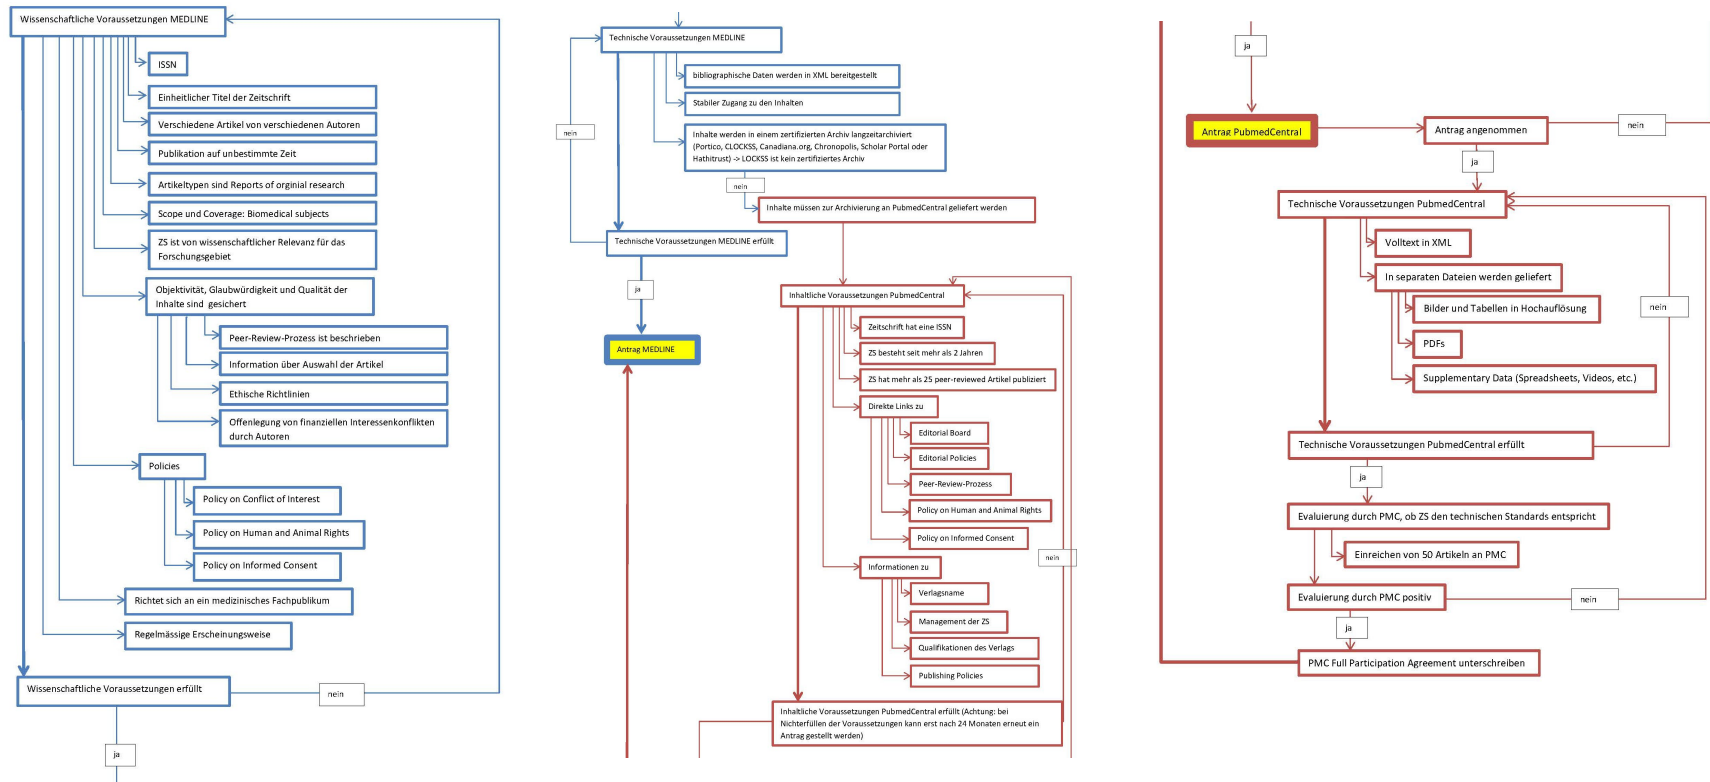 Wissenschaftliche Voraussetzungen MEDLINE
ISSN
Einheitlicher Titel der Zeitschrift
Verschiedene Artikel von verschiedenen Autoren
Publikation auf unbestimmte Zeit
Artikeltypen sind Reports of orginial research
Scope und Coverage: Biomedical subjects
ZS ist von wissenschaftlicher Relevanz für das
Forschungsgebiet
Objektivität, Glaubwürdigkeit und Qualität der
Inhalte sind gesichert
Peer-Review-Prozess ist beschrieben
Information über Auswahl der Artikel
Ethische Richtlinien
Offenlegung von finanziellen Interessenkonflikten
durch Autoren
Policies
Policy on Conflict of Interest
Policy on Human and Animal Rights
Policy on Informed Consent
Richtet sich an ein medizinisches Fachpublikum
Regelmässige Erscheinungsweise
Wissenschaftliche Voraussetzungen erfüllt
nein
ja
Technische Voraussetzungen MEDLINE
bibliographische Daten werden in XML bereitgestellt
Stabiler Zugang zu den Inhalten
nein
Inhalte werden in einem zertifizierten Archiv langzeitarchiviert
(Portico, CLOCKSS, Canadiana.org, Chronopolis, Scholar Portal oder
Hathitrust) -> LOCKSS ist kein zertifiziertes Archiv
nein
Inhalte müssen zur Archivierung an PubmedCentral geliefert werden
Technische Voraussetzungen MEDLINE erfüllt
ja
Antrag MEDLINE
Inhaltliche Voraussetzungen PubmedCentral
Zeitschrift hat eine ISSN
ZS besteht seit mehr als 2 Jahren
ZS hat mehr als 25 peer-reviewed Artikel publiziert
Direkte Links zu
Editorial Board
Editorial Policies
Peer-Review-Prozess
Policy on Human and Animal Rights
Policy on Informed Consent
nein
Informationen zu
Verlagsname
Management der ZS
Qualifikationen des Verlags
Publishing Policies
Inhaltliche Voraussetzungen PubmedCentral erfüllt (Achtung: bei
Nichterfüllen der Voraussetzungen kann erst nach 24 Monaten erneut ein
Antrag gestellt werden)
ja
Antrag PubmedCentral
Antrag angenommen
nein
ja
Technische Voraussetzungen PubmedCentral
Volltext in XML
In separaten Dateien werden geliefert
Bilder und Tabellen in Hochauflösung
nein
PDFs
Supplementary Data (Spreadsheets, Videos, etc.)
Technische Voraussetzungen PubmedCentral erfüllt
ja
Evaluierung durch PMC, ob ZS den technischen Standards entspricht
Einreichen von 50 Artikeln an PMC
Evaluierung durch PMC positiv
nein
ja
PMC Full Participation Agreement unterschreiben